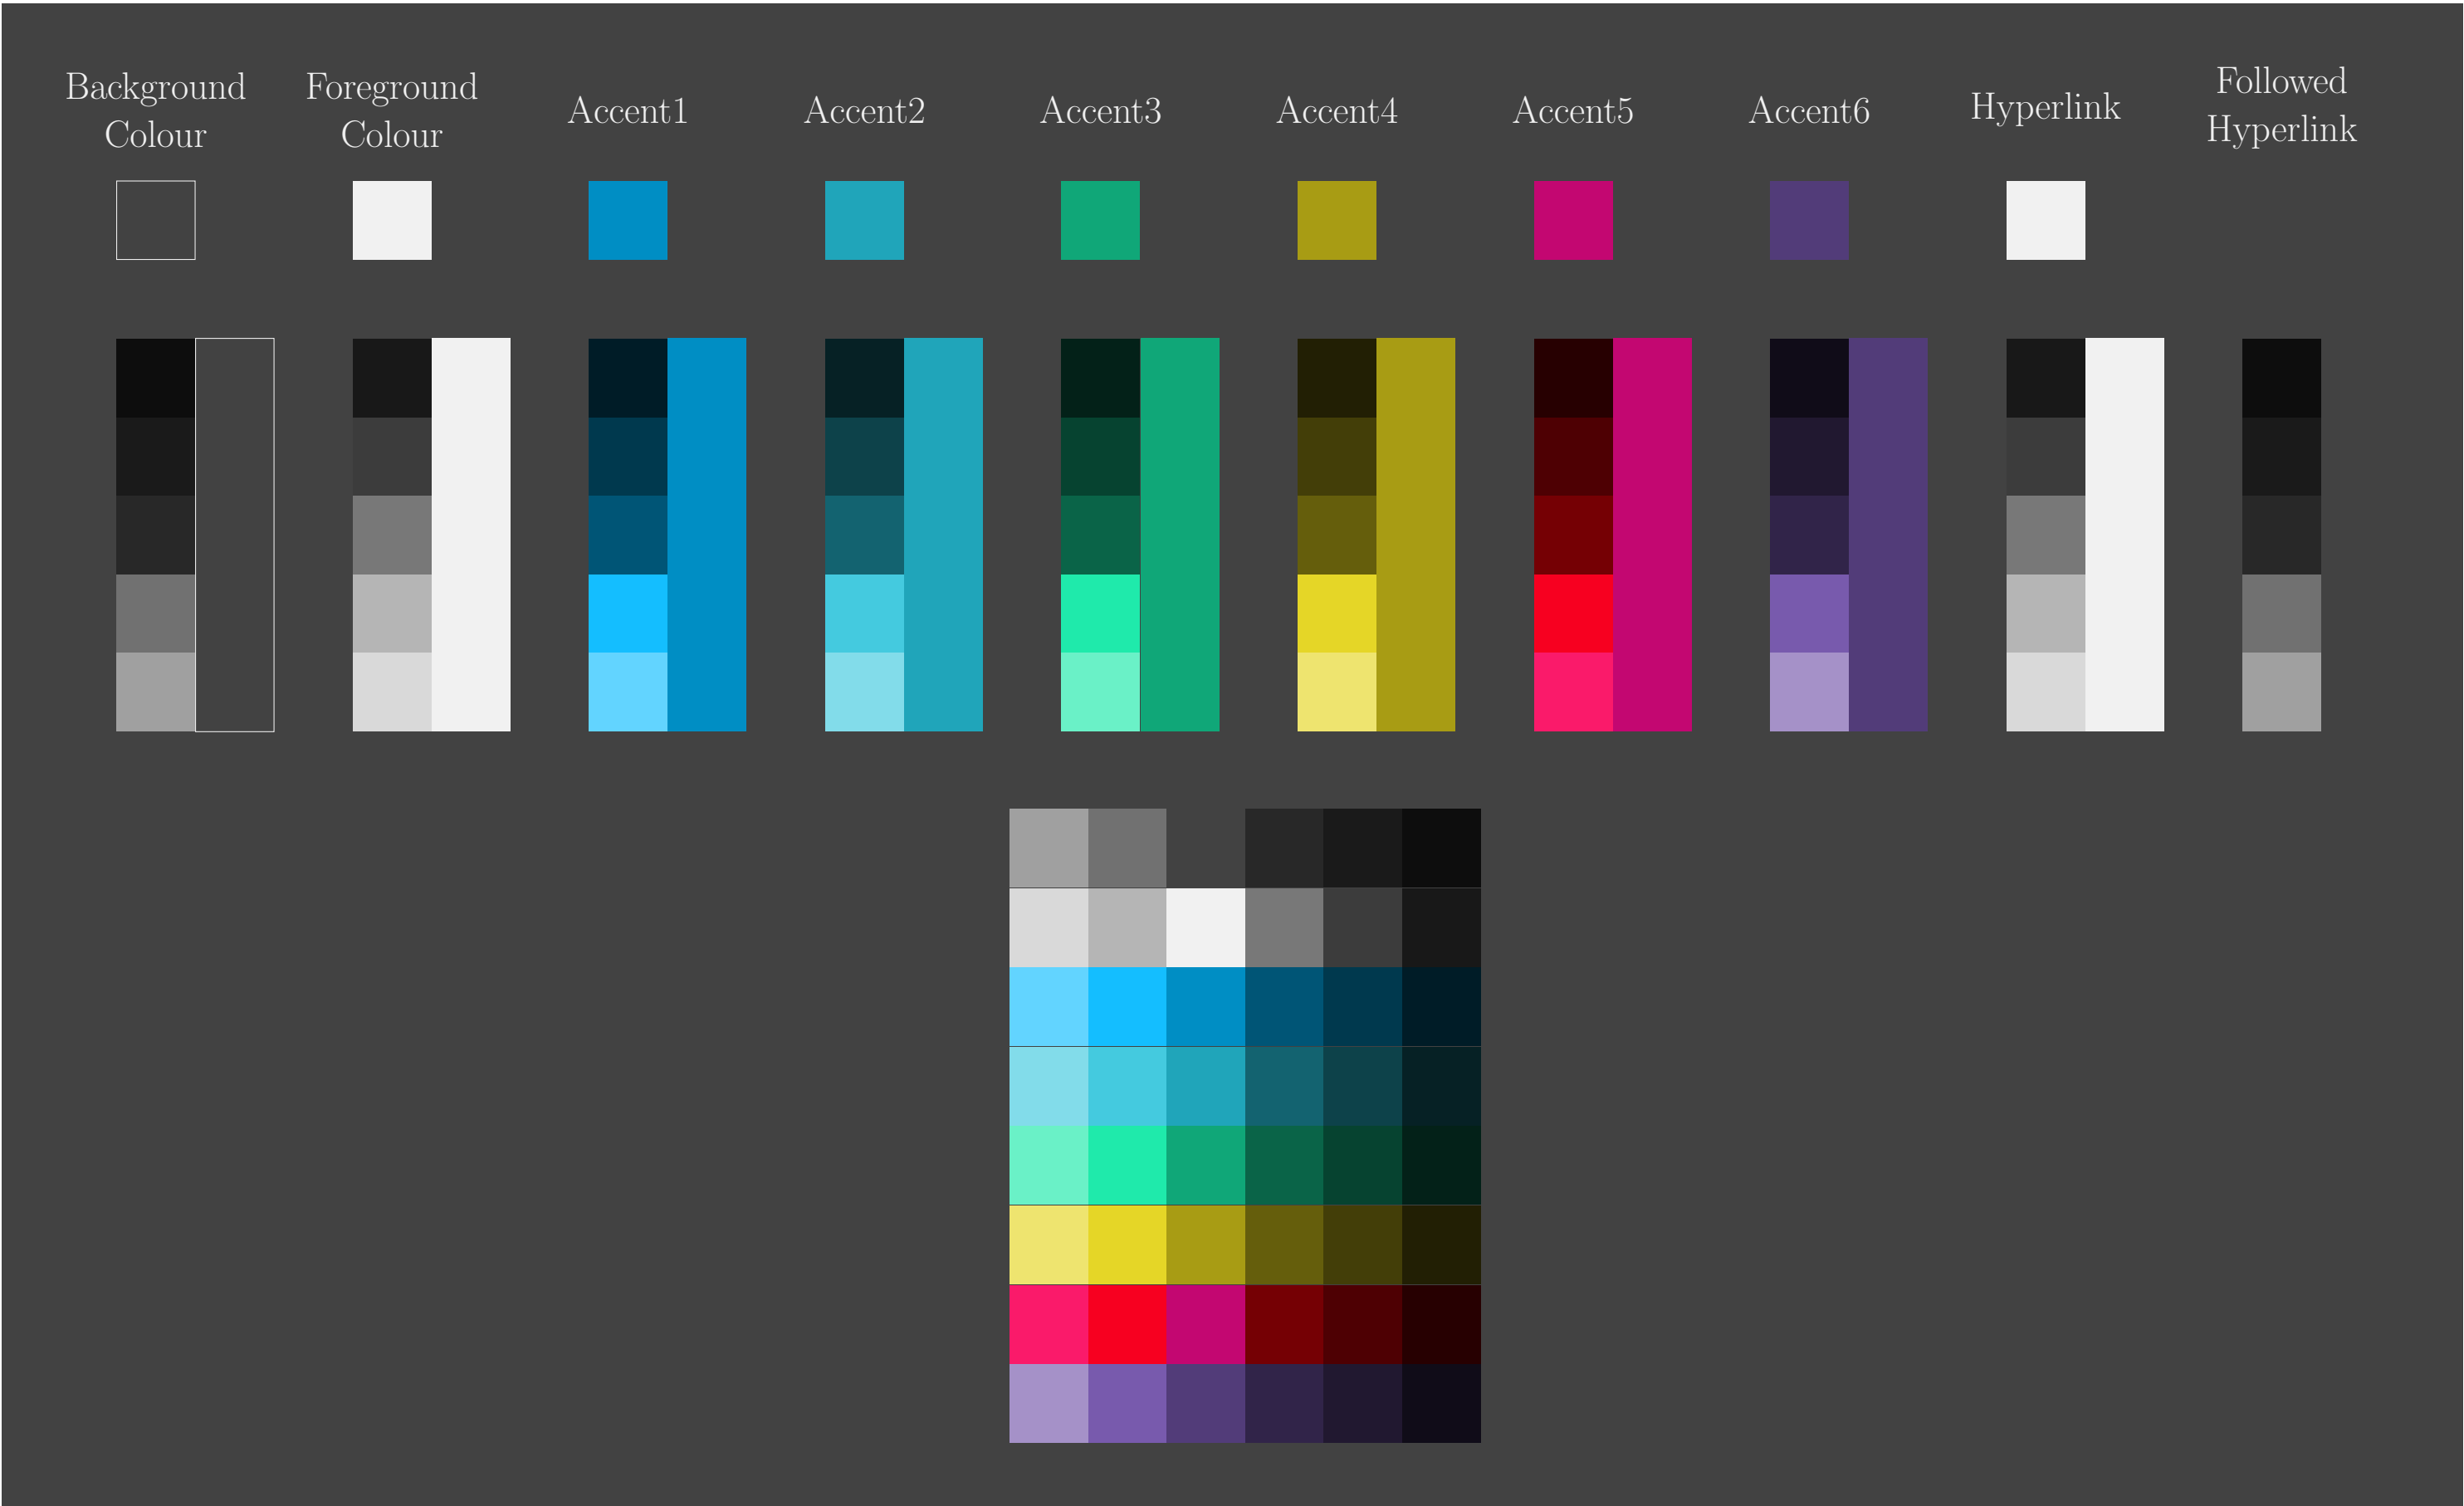 Background
Colour
Foreground
Colour
Accent1
Accent2
Accent3
Accent4
Accent5
Accent6
Hyperlink
Followed
Hyperlink